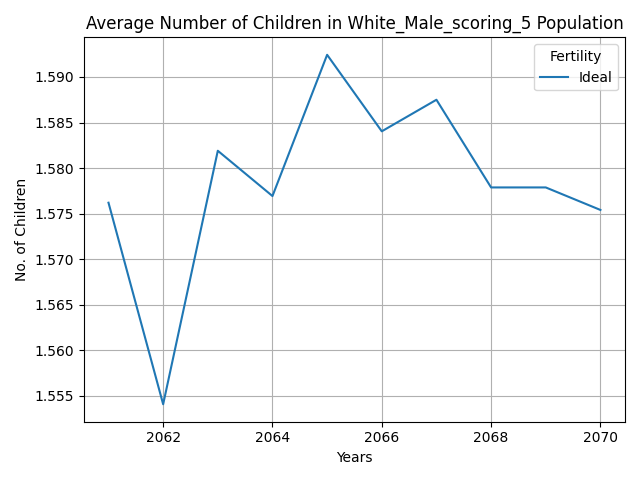 Average Number of Children in White_Male_scoring_5 Population
Fertility
Ideal
1.590
1.585
1.580
1.575
1.570
1.565
1.560
1.555
No. of Children
2062 2064 2066 2068 2070
Years